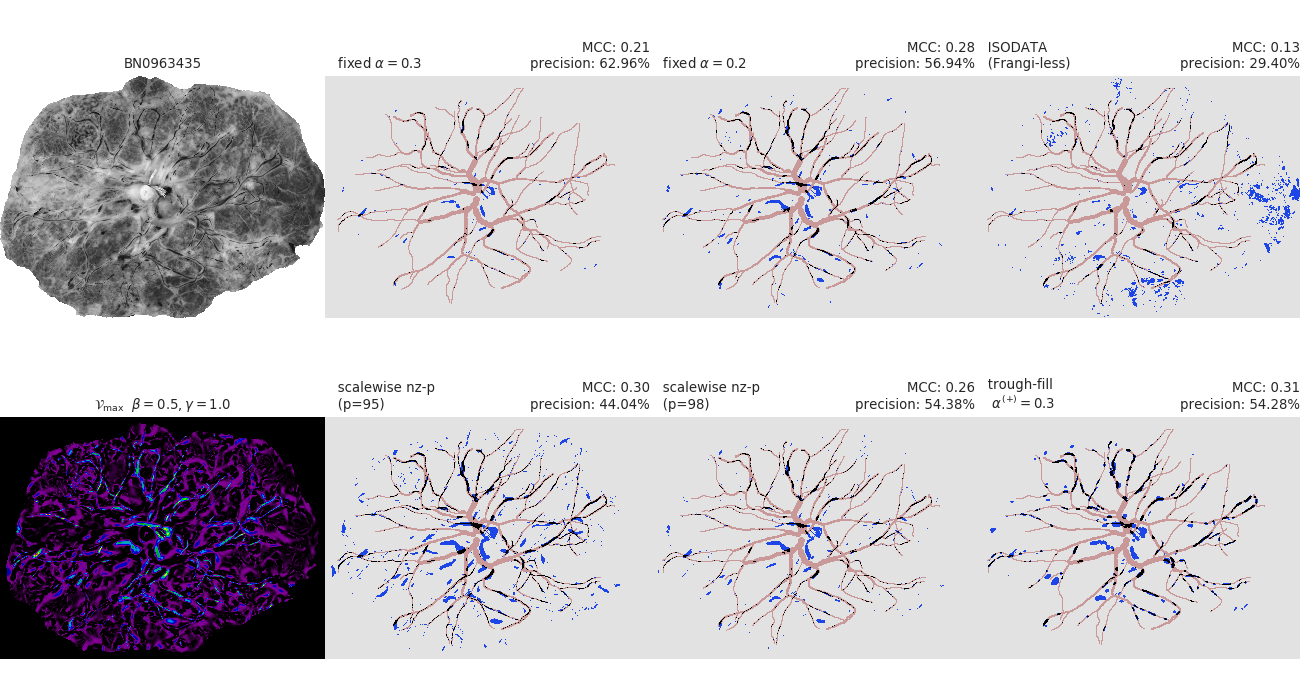 BN0963435
fixed α = 0.3
MCC: 0.21
precision: 62.96%
fixed α = 0.2
MCC: 0.28
precision: 56.94%
ISODATA
(Frangi-less)
MCC: 0.13
precision: 29.40%
𝒱max β = 0.5, γ = 1.0
scalewise nz-p
(p=95)
MCC: 0.30
precision: 44.04%
scalewise nz-p
(p=98)
MCC: 0.26
precision: 54.38%
trough-fill
α(+) = 0.3
MCC: 0.31
precision: 54.28%